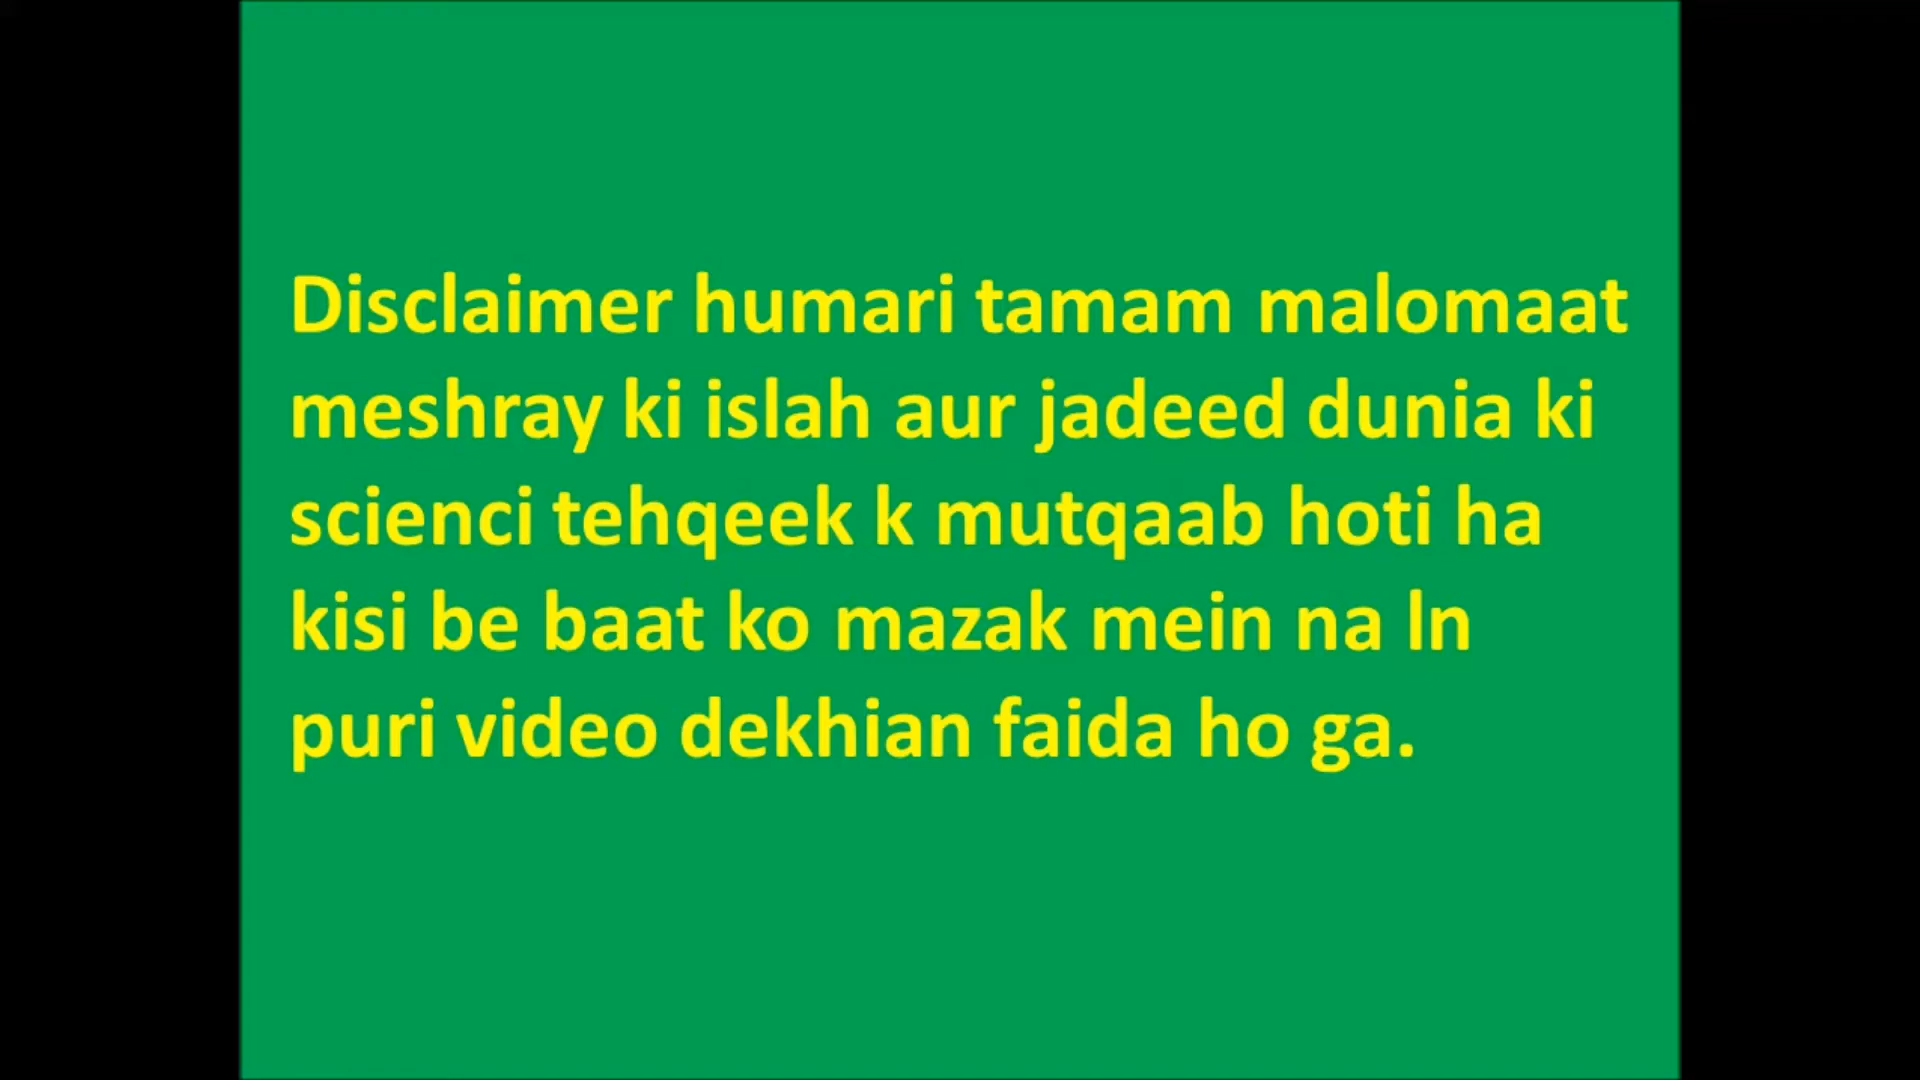 Disclaimer humari tamam malomaat
meshray ki islah aur jadeed dunia ki
scienci tehqeek k mutqaab hoti ha
kisi be baat ko mazak mein na ln
puri video dekhian faida ho ga.